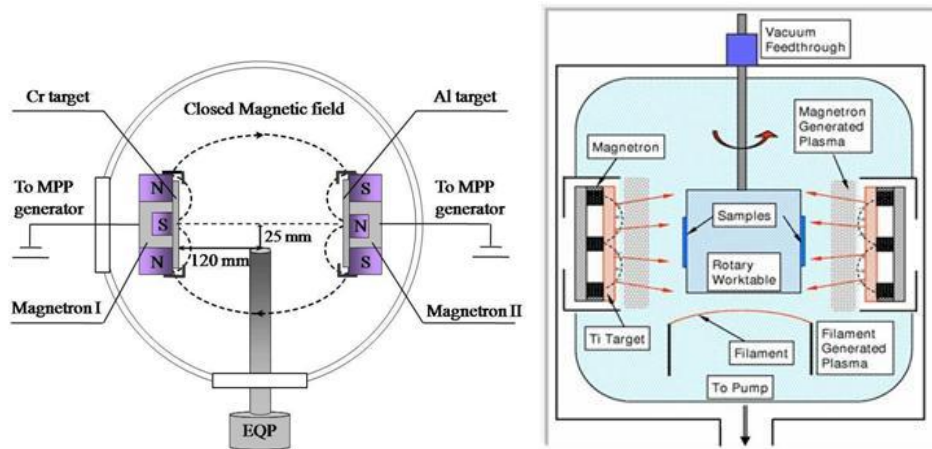 Cr target
Closed Magnetic field
Al target
To MPP
generator
To MPP
generator
N
S
N
S
N
S
25 mm
120 mm
Magnetron I
Magnetron II
EQP
Vacuum
Feedthrough
Magnetron
Generated
Plasma
Magnetron
Samples
Rotary
Worktable
Ti Target
Filament
Filament
Generated
Plasma
To Pump